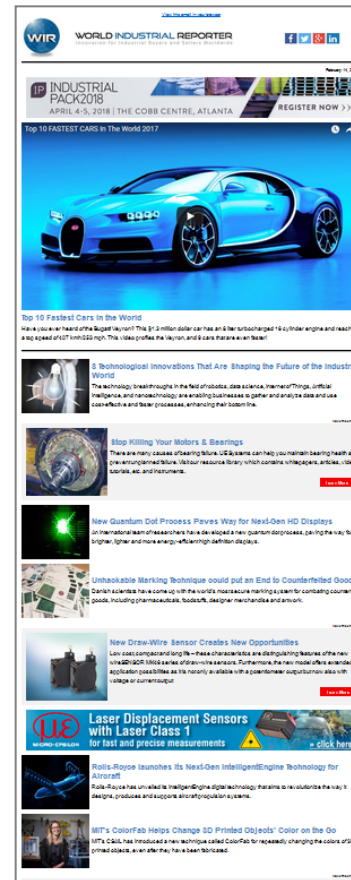 View this email in your browser
WIR
WORLD INDUSTRIAL REPORTER
Innovation for Industrial Buyers and Sellers Worldwide
February 14, 2
IP INDUSTRIAL
PACK2018
APRIL 4-5, 2018 | THE COBB CENTRE, ATLANTA
REGISTER NOW >>
Top 10 FASTEST CARS In The World 2017
Top 10 Fastest Cars in the World
Have you ever heard of the Bugatti Veyron? This $1.3 million dollar car has an 8 liter turbocharged 16 cylinder engine and reach
a top speed of 407 km/h 253 mph. This video profiles the Veyron, and 9 cars that are even faster!
8 Technological Innovations That Are Shaping the Future of the Industr
World
The technology breakthroughs in the field of robotics, data science, Internet of Things, Artificial
Intelligence, and nanotechnology are enabling businesses to gather and analyze data and use
cost-effective and faster processes, enhancing their bottom line.
Stop Killing Your Motors & Bearings
There are many causes of bearing failure. UE Systems can help you maintain bearing health a
prevent unplanned failure. Visit our resource library which contains whitepapers, articles, vide
tutorials, etc. and instruments.
Learn More
New Quantum Dot Process Paves Way for Next-Gen HD Displays
An international team of researchers have developed a new quantum dot process, paving the way fo
brighter, lighter and more energy-efficient high definition displays.
Unhackable Marking Technique could put an End to Counterfeited Good
Danish scientists have come up with the world's most secure marking system for combating counter
goods, including pharmaceuticals, foodstuffs, designer merchandise and artwork.
New Draw-Wire Sensor Creates New Opportunities
Low cost, compact and long life – these characteristics are distinguishing features of the new
wireSENSOR MK46 series of draw-wire sensors. Furthermore, the new model offers extended
application possibilities as it is not only available with a potentiometer output but now also with
voltage or current output
Learn More
MICRO-EPSILON
Laser Displacement Sensors
with Laser Class 1
for fast and precise measurements
» click here
Rolls-Royce launches its Next-Gen IntelligentEngine Technology for
Aircraft
Rolls-Royce has unveiled its IntelligentEngine digital technology that aims to revolutionize the way it
designs, produces and supports aircraft propulsion systems.
MIT's ColorFab Helps Change 3D Printed Objects' Color on the Go
MIT's CSAIL has introduced a new technique called ColorFab for repeatedly changing the colors of 3
printed objects, even after they have been fabricated.